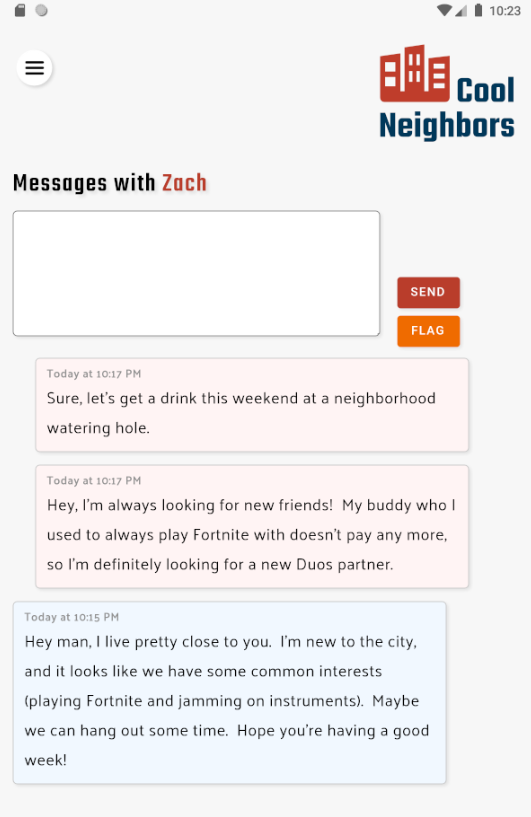 10:23
Cool
Neighbors
Messages with Zach
SEND
FLAG
Today at 10:17 PM
Sure, let's get a drink this weekend at a neighborhood
watering hole.
Today at 10:17 PM
Hey, I'm always looking for new friends!  My buddy who I
used to always play Fortnite with doesn't pay any more,
so I'm definitely looking for a new Duos partner.
Today at 10:15 PM
Hey man, I live pretty close to you.  I'm new to the city,
and it looks like we have some common interests
(playing Fortnite and jamming on instruments).  Maybe
we can hang out some time.  Hope you're having a good
week!